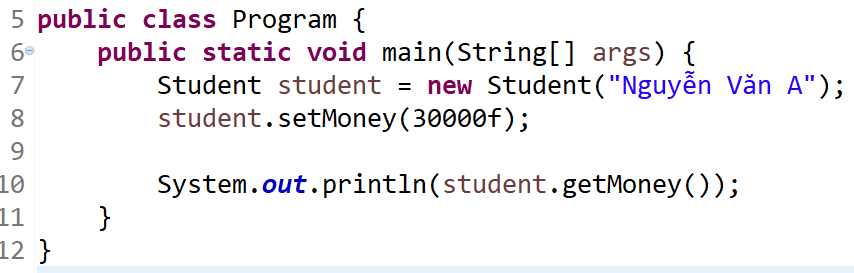 5 public class Program {
6 public static void main(String[] args) {
7 Student student = new Student("Nguyễn Văn A");
8 student.setMoney(30000f);
9
10 System.out.println(student.getMoney());
11 }
12 }